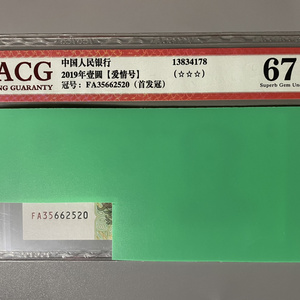 ACG
NG GUARANTY
中国人民银行
2019年壹圆【爱情号】
冠号: FA35662520 (首发冠)
13834178
(☆☆☆)
67
Superb Gem Un
FA35662520